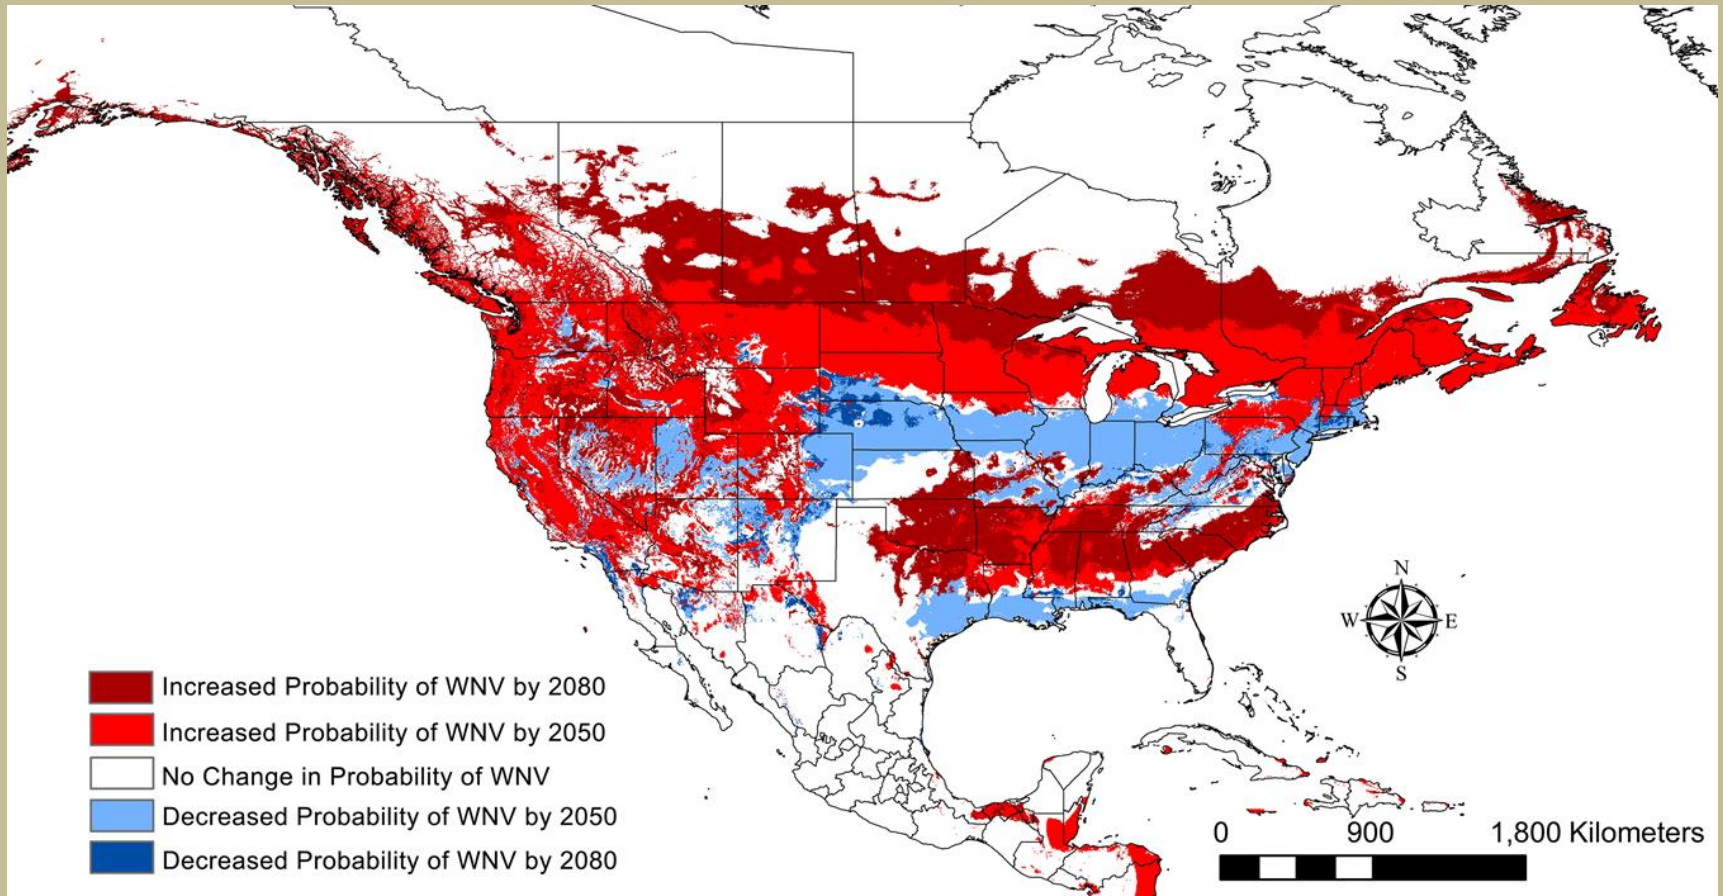 N
W E
S
Increased Probability of WNV by 2080
Increased Probability of WNV by 2050
No Change in Probability of WNV
Decreased Probability of WNV by 2050
Decreased Probability of WNV by 2080
0 900 1,800 Kilometers